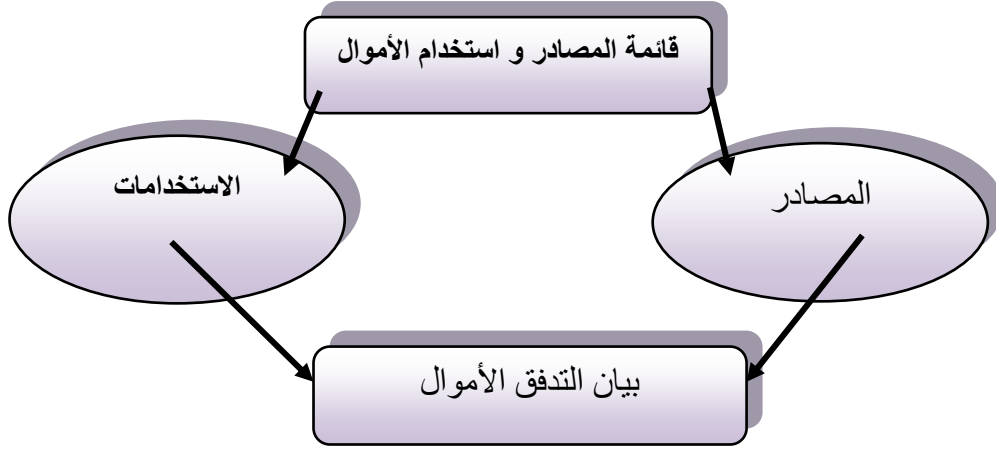 قائمة المصادر و استخدام الأموال
المصادر
الاستخدامات
بيان التدفق الأموال